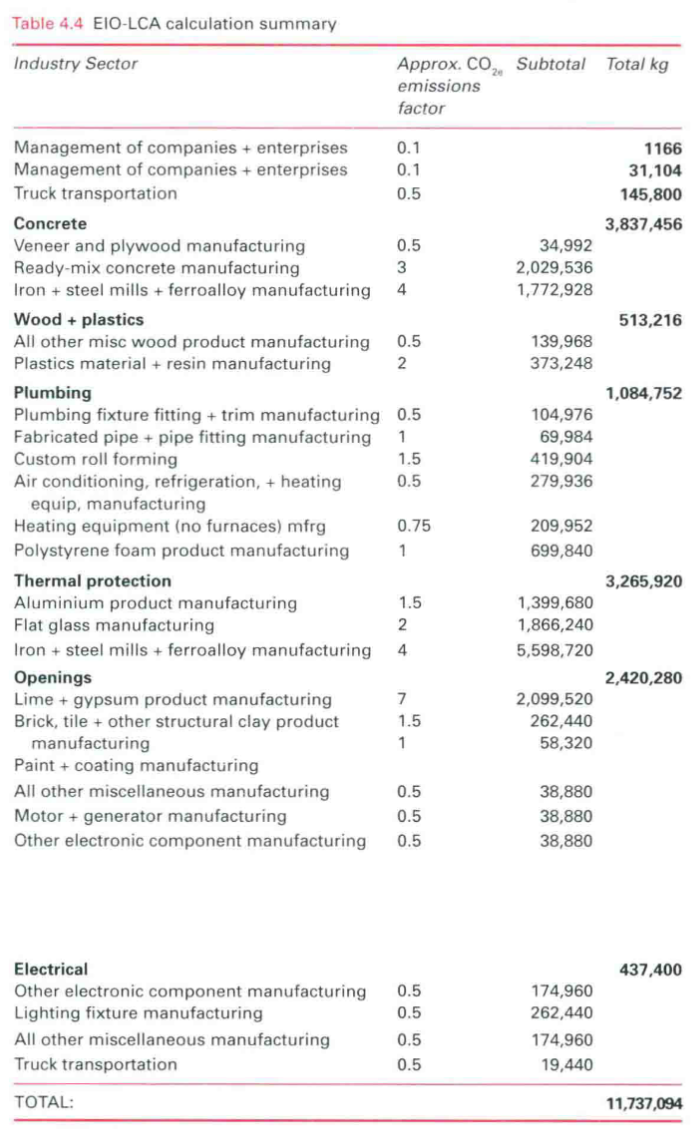 Table 4.4 EIO-LCA calculation summary
Industry Sector Approx. CO2e Subtotal Total kg
emissions
factor
Management of companies + enterprises 0.1 1166
Management of companies + enterprises 0.1 31,104
Truck transportation 0.5 145,800
Concrete 3,837,456
Veneer and plywood manufacturing 0.5 34,992
Ready-mix concrete manufacturing 3 2,029,536
Iron + steel mills + ferroalloy manufacturing 4 1,772,928
Wood + plastics 513,216
All other misc wood product manufacturing 0.5 139,968
Plastics material + resin manufacturing 2 373,248
Plumbing 1,084,752
Plumbing fixture fitting + trim manufacturing 0.5 104,976
Fabricated pipe + pipe fitting manufacturing 1 69,984
Custom roll forming 1.5 419,904
Air conditioning, refrigeration, + heating 0.5 279,936
equip, manufacturing
Heating equipment (no furnaces) mfrg 0.75 209,952
Polystyrene foam product manufacturing 1 699,840
Thermal protection 3,265,920
Aluminium product manufacturing 1.5 1,399,680
Flat glass manufacturing 2 1,866,240
Iron + steel mills + ferroalloy manufacturing 4 5,598,720
Openings 2,420,280
Lime + gypsum product manufacturing 7 2,099,520
Brick, tile + other structural clay product 1.5 262,440
manufacturing 1 58,320
Paint + coating manufacturing
All other miscellaneous manufacturing 0.5 38,880
Motor + generator manufacturing 0.5 38,880
Other electronic component manufacturing 0.5 38,880
Electrical 437,400
Other electronic component manufacturing 0.5 174,960
Lighting fixture manufacturing 0.5 262,440
All other miscellaneous manufacturing 0.5 174,960
Truck transportation 0.5 19,440
TOTAL: 11,737,094